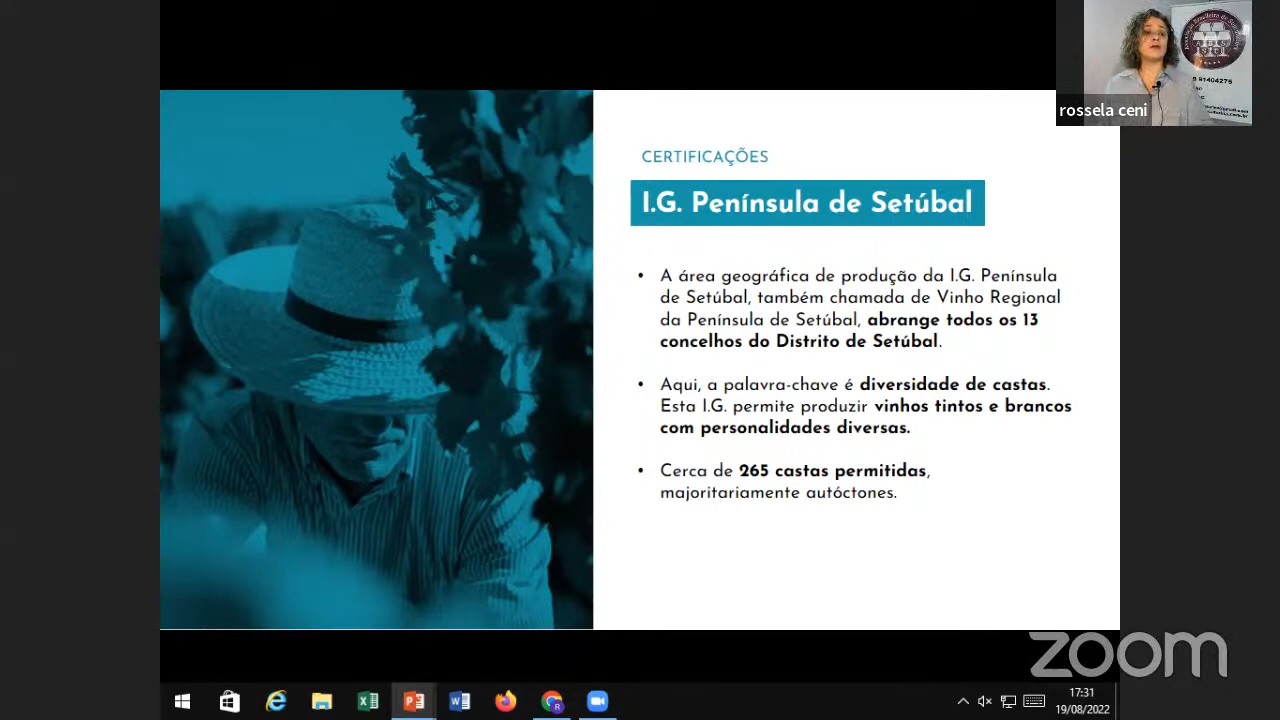 rossela ceni
CERTIFICAÇÕES
I.G. Península de Setúbal
• A área geográfica de produção da I.G. Península
de Setúbal, também chamada de Vinho Regional
da Península de Setúbal, abrange todos os 13
concelhos do Distrito de Setúbal.
• Aqui, a palavra-chave é diversidade de castas.
Esta I.G. permite produzir vinhos tintos e brancos
com personalidades diversas.
• Cerca de 265 castas permitidas,
majoritariamente autóctones.
zoom
17:31
19/08/2022